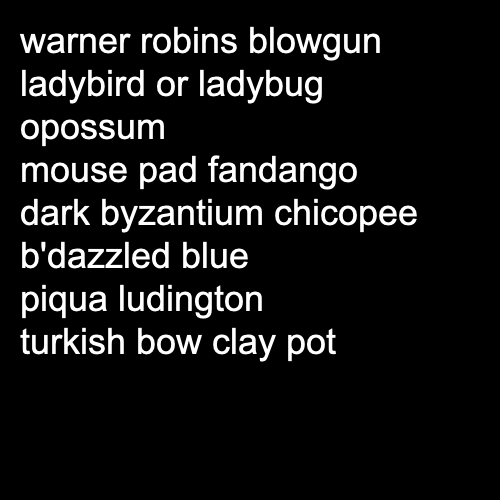 warner robins blowgun
ladybird or ladybug
opossum
mouse pad fandango
dark byzantium chicopee
b'dazzled blue
piqua ludington
turkish bow clay pot